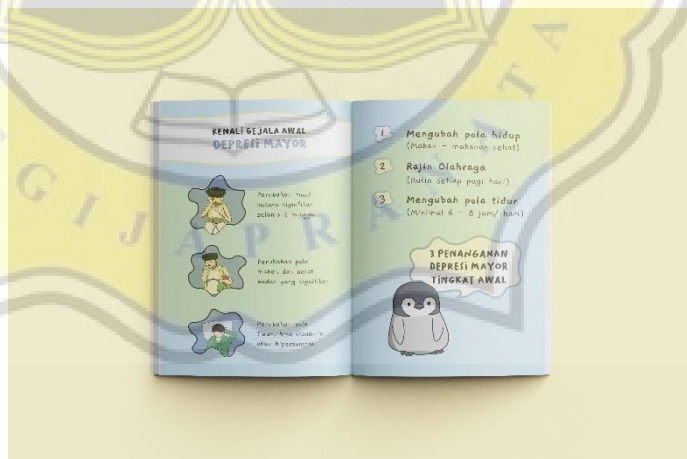 KENALI GEJALA AWAL
DEPRESI MAYOR
Perubahan mood
secara signifikan
selama 2 minggu
Perubahan pola
makan dan berat
badan yang signifikan
Perubahan pola
tidur, bisa insomnia
atau hipersomnia
1 Mengubah pola hidup
(Makan - makanan sehat)
2 Rajin Olahraga
(Rutin setiap pagi hari)
3 Mengubah pola tidur
(Minimal 6 - 8 jam/ hari)
3 PENANGANAN
DEPRESI MAYOR
TINGKAT AWAL
GIJAPRANATA